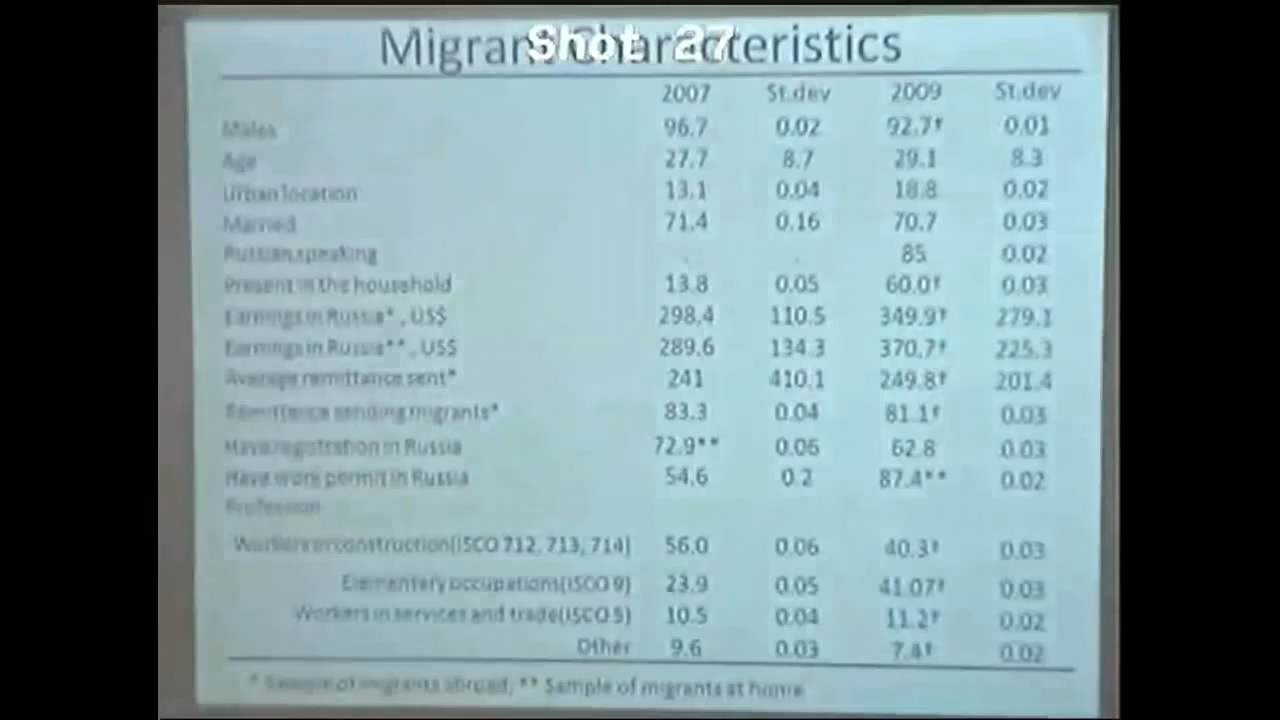 Migrant Characteristics
Shot 27
2007 St.dev 2009 St.dev
Males 96.7 0.02 92.7† 0.01
Age 27.7 8.7 29.1 8.3
Urban location 13.1 0.04 18.8 0.02
Married 71.4 0.16 70.7 0.03
Russian speaking . . 85 0.02
Present in the household 13.8 0.05 60.0† 0.03
Earnings in Russia*, US$ 298.4 110.5 349.9† 279.1
Earnings in Russia**, US$ 289.6 134.3 370.7† 225.3
Average remittance sent* 241 410.1 249.8† 201.4
Remittance sending migrants* 83.3 0.04 81.1† 0.03
Have registration in Russia 72.9** 0.06 62.8 0.03
Have work permit in Russia 54.6 0.2 87.4** 0.02
Profession
Workers in construction(ISCO 712, 713, 714) 56.0 0.06 40.3† 0.03
Elementary occupations(ISCO 9) 23.9 0.05 41.07† 0.03
Workers in services and trade(ISCO 5) 10.5 0.04 11.2† 0.02
Other 9.6 0.03 7.4† 0.02
* Sample of migrants abroad; ** Sample of migrants at home